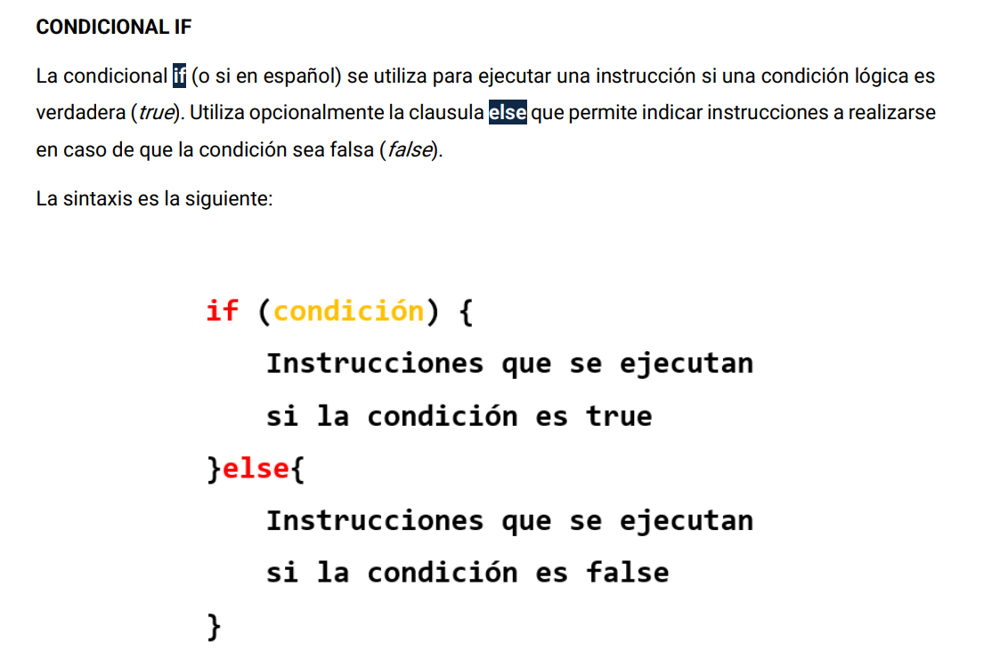 CONDICIONAL IF
La condicional if (o si en español) se utiliza para ejecutar una instrucción si una condición lógica es
verdadera (true). Utiliza opcionalmente la clausula else que permite indicar instrucciones a realizarse
en caso de que la condición sea falsa (false).
La sintaxis es la siguiente:
if (condición) {
Instrucciones que se ejecutan
si la condición es true
}else{
Instrucciones que se ejecutan
si la condición es false
}